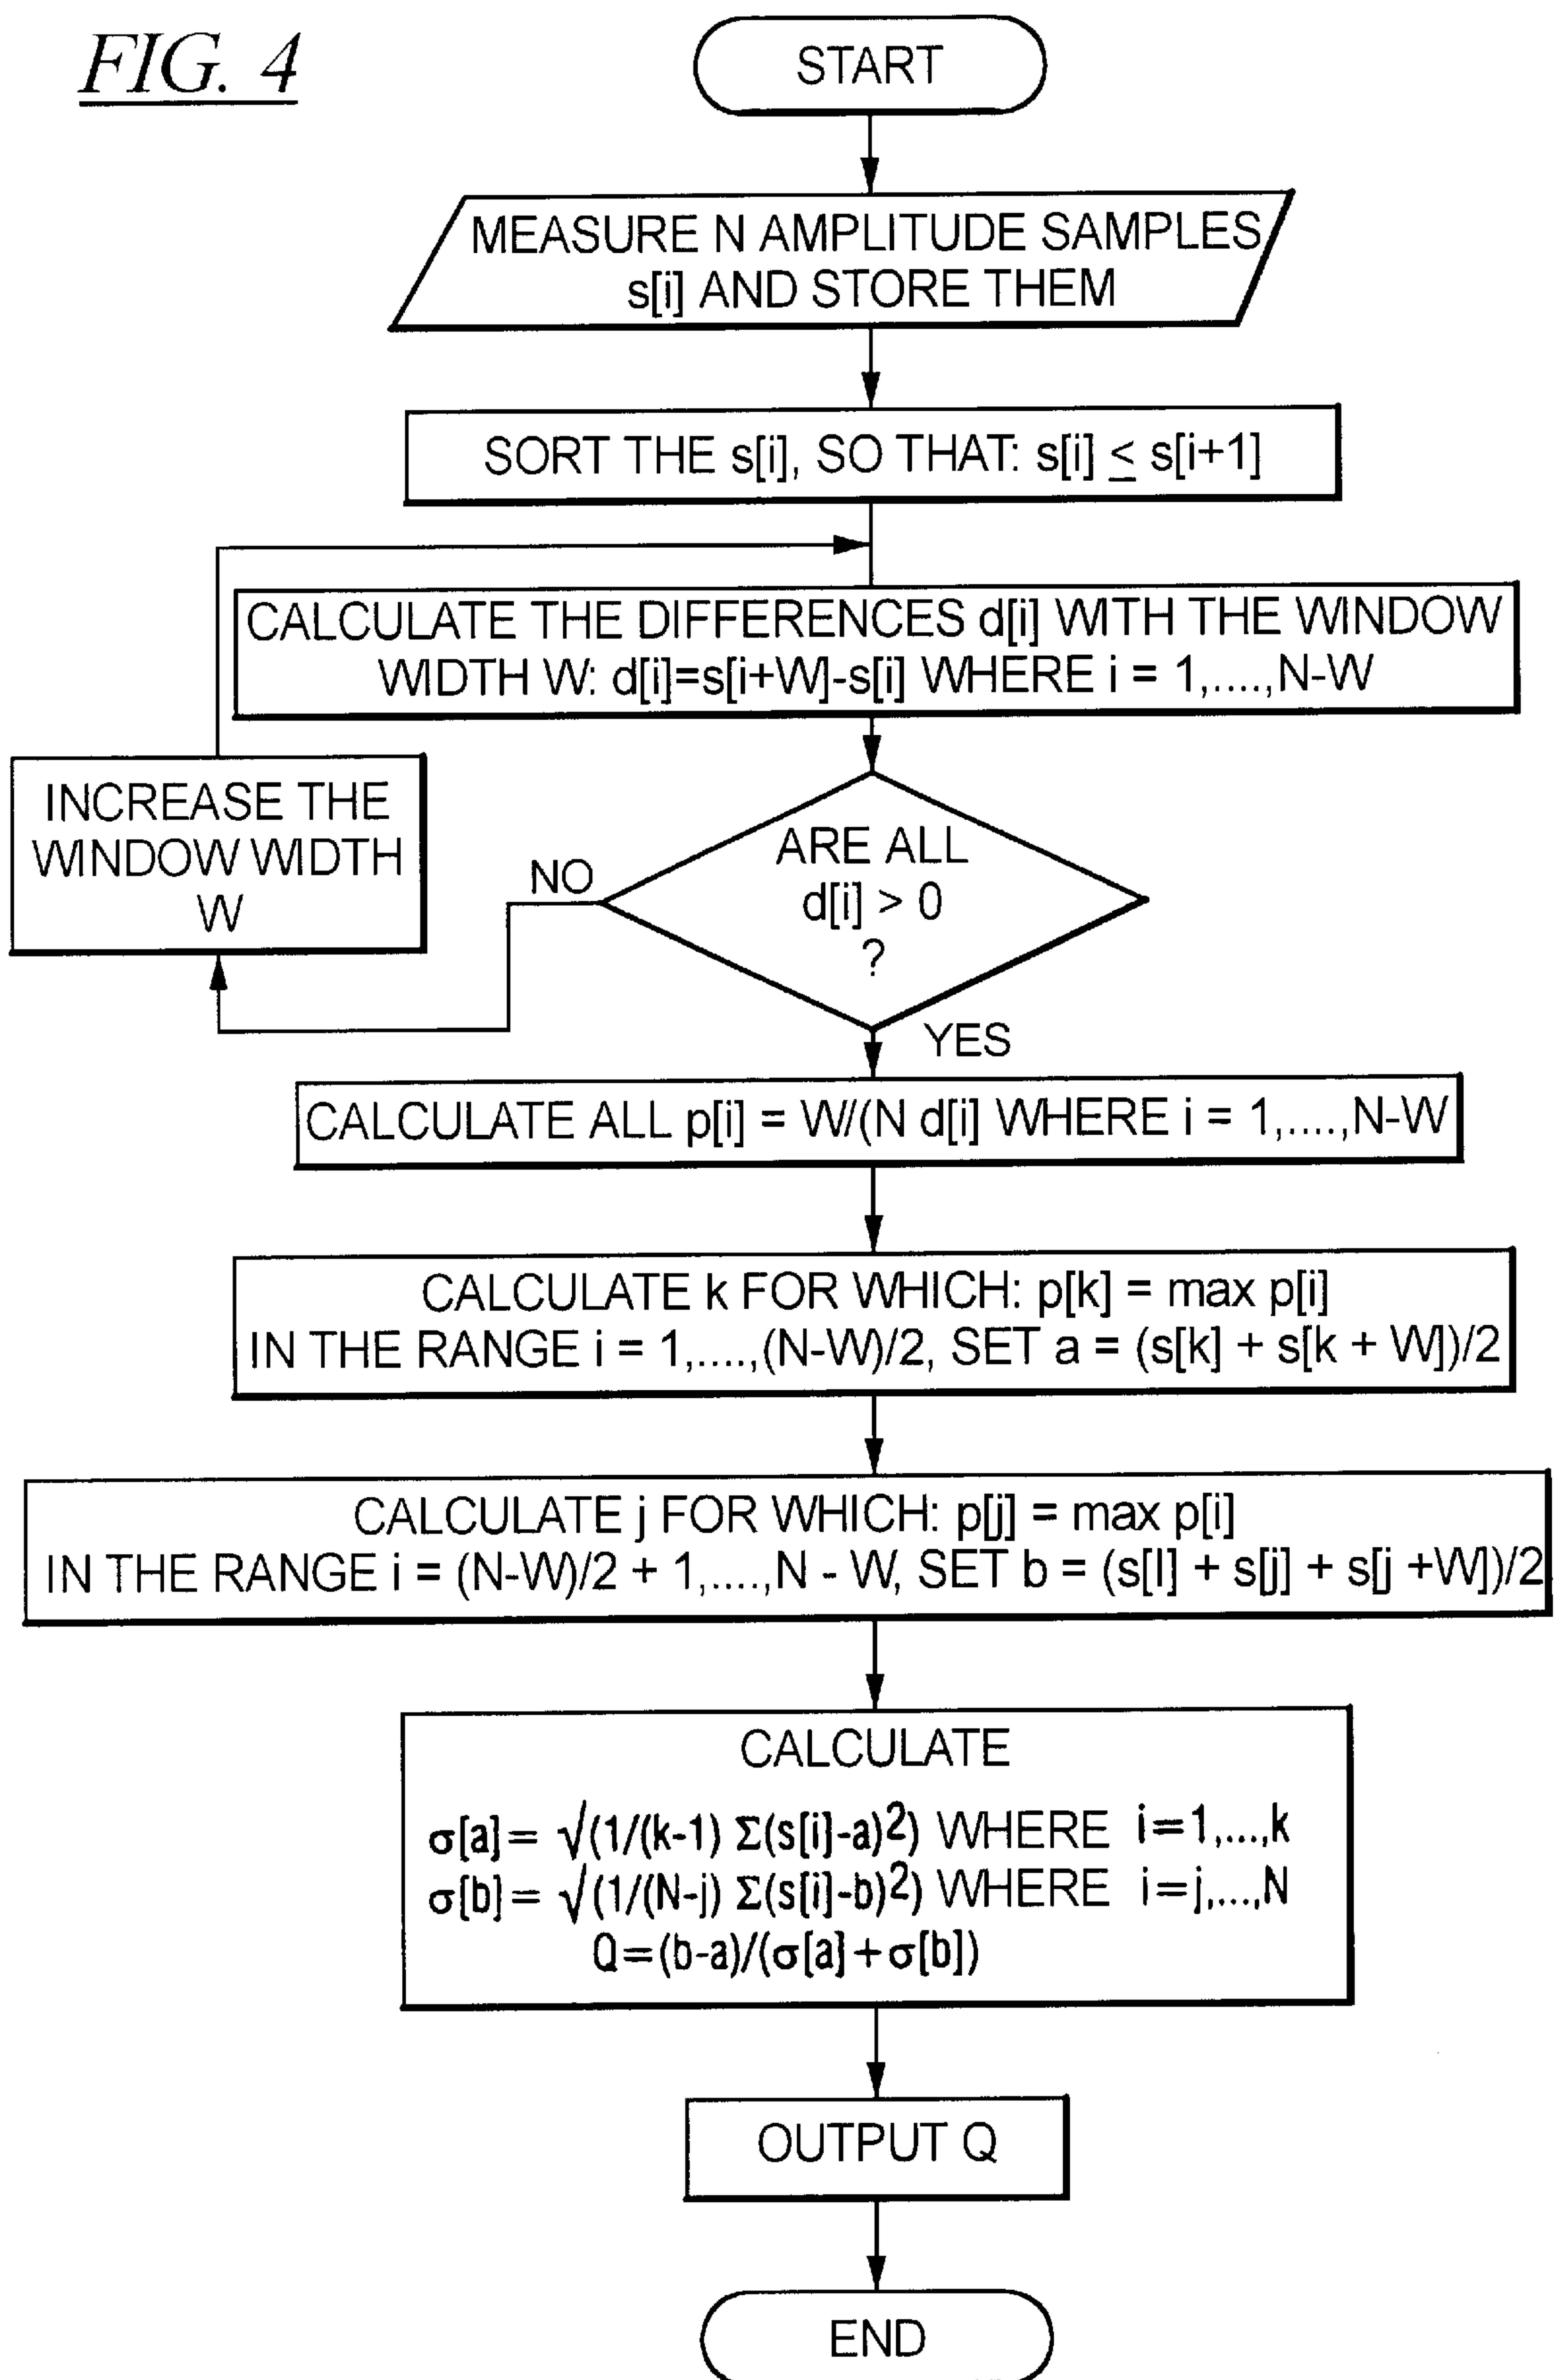 FIG. 4
START
MEASURE N AMPLITUDE SAMPLES
s[i] AND STORE THEM
SORT THE s[i], SO THAT: s[i] ≤ s[i+1]
CALCULATE THE DIFFERENCES d[i] WITH THE WINDOW
WIDTH W: d[i]=s[i+W]-s[i] WHERE i = 1,....,N-W
INCREASE THE
WINDOW WIDTH
W
NO
ARE ALL
d[i] > 0
?
YES
CALCULATE ALL p[i] = W/(N d[i] WHERE i = 1,....,N-W
CALCULATE k FOR WHICH: p[k] = max p[i]
IN THE RANGE i = 1,....,(N-W)/2, SET a = (s[k] + s[k + W])/2
CALCULATE j FOR WHICH: p[j] = max p[i]
IN THE RANGE i = (N-W)/2 + 1,....,N - W, SET b = (s[l] + s[j] + s[j +W])/2
CALCULATE
σ[a] = √(1/(k-1) Σ(s[i]-a)²) WHERE i=1,...,k
σ[b] = √(1/(N-j) Σ(s[i]-b)²) WHERE i=j,...,N
Q=(b-a)/(σ[a]+σ[b])
OUTPUT Q
END